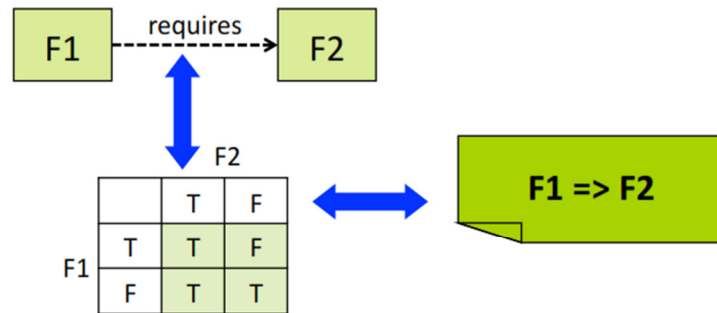 requires
F1
F2
F2
T F
T T F
F1
F T T
F1 => F2